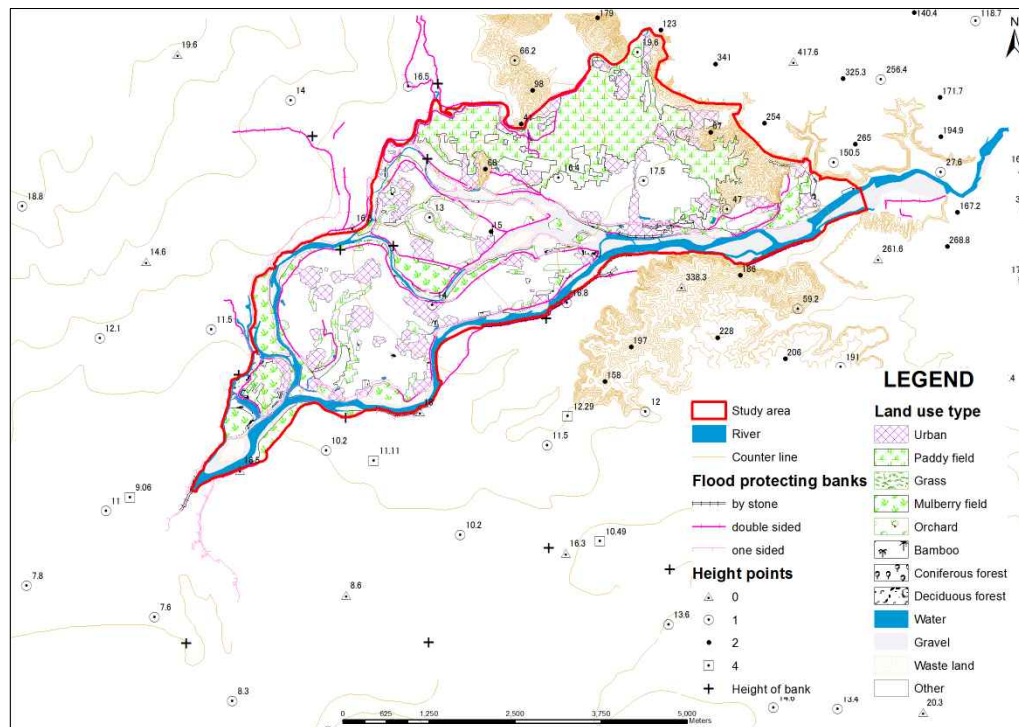 179
140.4
118.7
123
N
19.6
19.6
66.2
341
417.6
16.5
98
325.3
256.4
14
171.7
41
254
67
194.9
265
150.5
68
16.4
17.5
27.6
18.8
13
47
167.2
15
14.6
261.6
268.8
338.3
186
14
16.8
59.2
12.1
11.5
228
197
206
191
158
LEGEND
12
12.29
Study area
Land use type
River
Urban
11.5
Counter line
Paddy field
10.2
11.11
Flood protecting banks
Grass
9.06
by stone
Mulberry field
11
double sided
Orchard
10.2
16.3
10.49
one sided
Bamboo
Height points
Coniferous forest
7.8
8.6
0
Deciduous forest
7.6
13.6
1
Water
2
Gravel
4
Waste land
8.3
Height of bank
Other
14.6
13.4
20.3
0 625 1,250 2,500 3,750 5,000
Meters